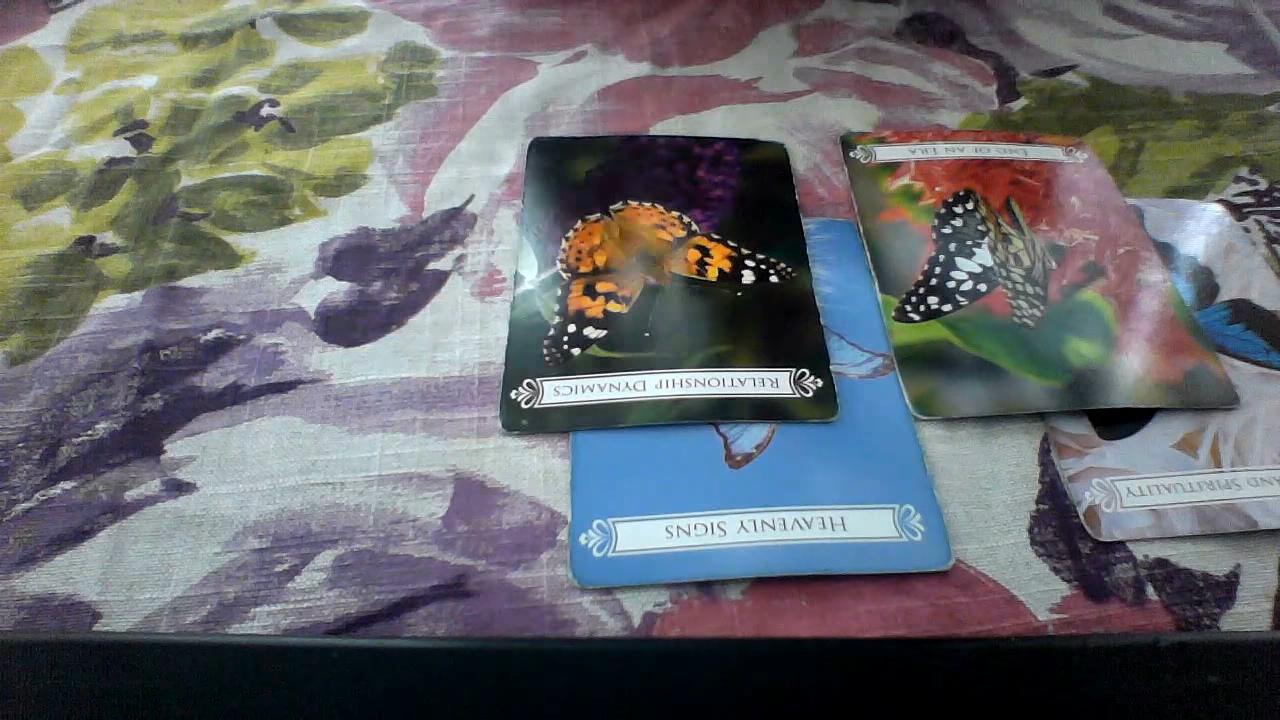 END OF AN ERA
RELATIONSHIP DYNAMICS
AND SPIRITUALITY
HEAVENLY SIGNS